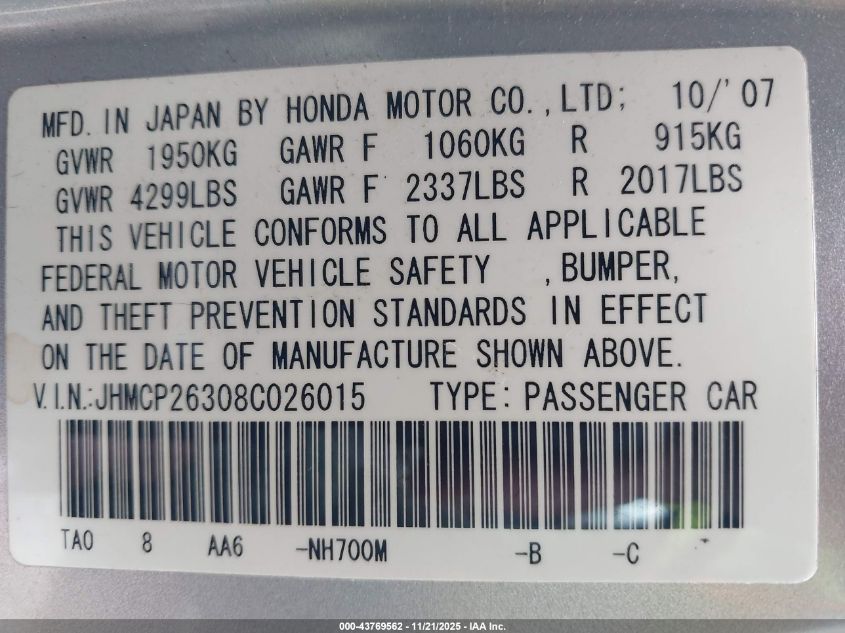 MFD. IN JAPAN BY HONDA MOTOR CO.,LTD; 10/'07
GVWR 1950KG GAWR F 1060KG R 915KG
GVWR 4299LBS GAWR F 2337LBS R 2017LBS
THIS VEHICLE CONFORMS TO ALL APPLICABLE
FEDERAL MOTOR VEHICLE SAFETY ,BUMPER,
AND THEFT PREVENTION STANDARDS IN EFFECT
ON THE DATE OF MANUFACTURE SHOWN ABOVE.
V.I.N.:JHMCP26308C026015 TYPE: PASSENGER CAR
TA0 8 AA6 -NH700M -B -C *
000-43769562 - 11/21/2025 - IAA Inc.